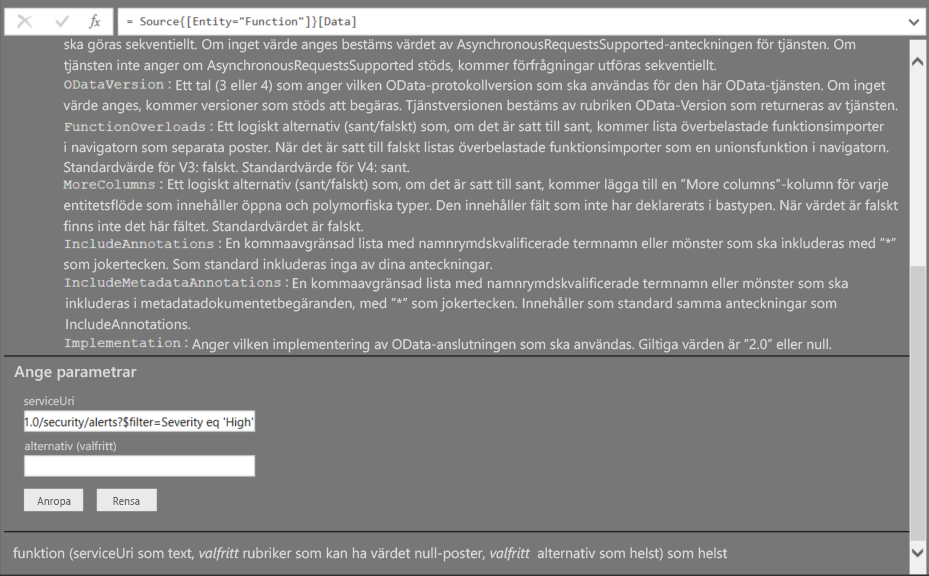 fx = Source{[Entity="Function"]}[Data]
ska göras sekventiellt. Om inget värde anges bestäms värdet av AsynchronousRequestsSupported-anteckningen för tjänsten. Om
tjänsten inte anger om AsynchronousRequestsSupported stöds, kommer förfrågningar utföras sekventiellt.
ODataVersion : Ett tal (3 eller 4) som anger vilken OData-protokollversion som ska användas för den här OData-tjänsten. Om inget
värde anges, kommer versioner som stöds att begäras. Tjänstversionen bestäms av rubriken OData-Version som returneras av tjänsten.
FunctionOverloads : Ett logiskt alternativ (sant/falskt) som, om det är satt till sant, kommer lista överbelastade funktionsimporter
i navigatorn som separata poster. När det är satt till falskt listas överbelastade funktionsimporter som en unionsfunktion i navigatorn.
Standardvärde för V3: falskt. Standardvärde för V4: sant.
MoreColumns : Ett logiskt alternativ (sant/falskt) som, om det är satt till sant, kommer lägga till en ”More columns”-kolumn för varje
entitetsflöde som innehåller öppna och polymorfiska typer. Den innehåller fält som inte har deklarerats i bastypen. När värdet är falskt
finns inte det här fältet. Standardvärdet är falskt.
IncludeAnnotations : En kommaavgränsad lista med namnrymdskvalificerade termnamn eller mönster som ska inkluderas med ”*”
som jokertecken. Som standard inkluderas inga av dina anteckningar.
IncludeMetadataAnnotations : En kommaavgränsad lista med namnrymdskvalificerade termnamn eller mönster som ska
inkluderas i metadatadokumentetbegäranden, med ”*” som jokertecken. Innehåller som standard samma anteckningar som
IncludeAnnotations.
Implementation : Anger vilken implementering av OData-anslutningen som ska användas. Giltiga värden är ”2.0” eller null.
Ange parametrar
serviceUri
1.0/security/alerts?$filter=Severity eq 'High'
alternativ (valfritt)
Anropa Rensa
funktion (serviceUri som text, valfritt rubriker som kan ha värdet null-poster, valfritt alternativ som helst) som helst